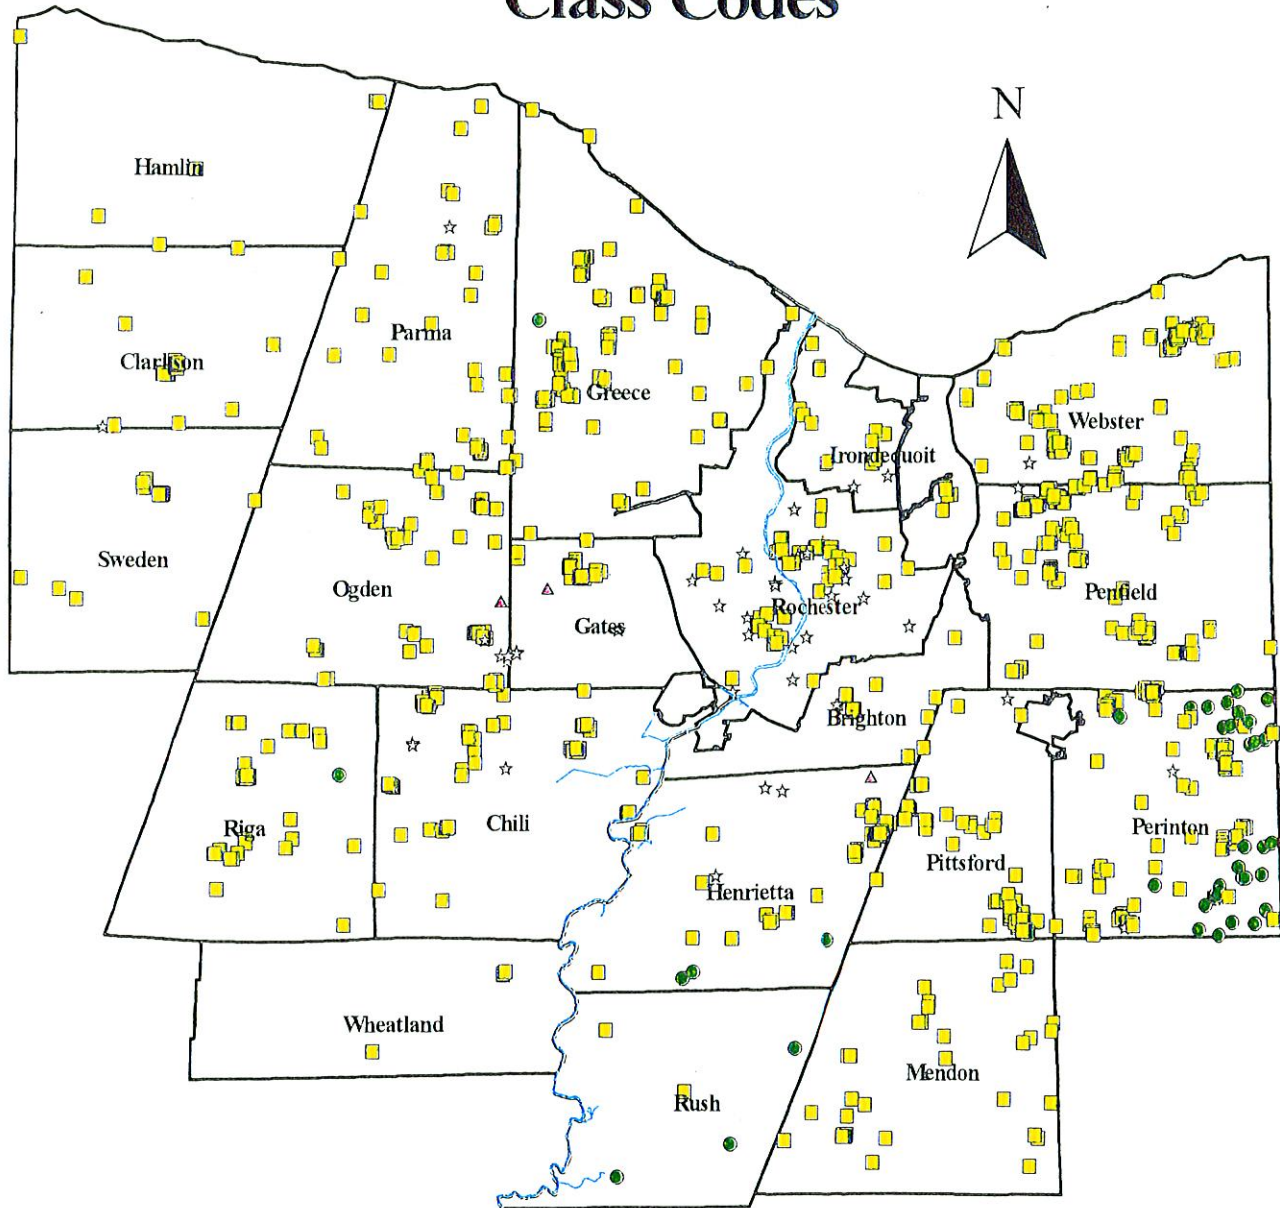 Class Codes
N
Hamlin
Parma
Clarkson
Greece
Webster
Irondequoit
Sweden
Ogden
Penfield
Rochester
Gates
Brighton
Riga
Chili
Perinton
Pittsford
Henrietta
Wheatland
Mendon
Rush